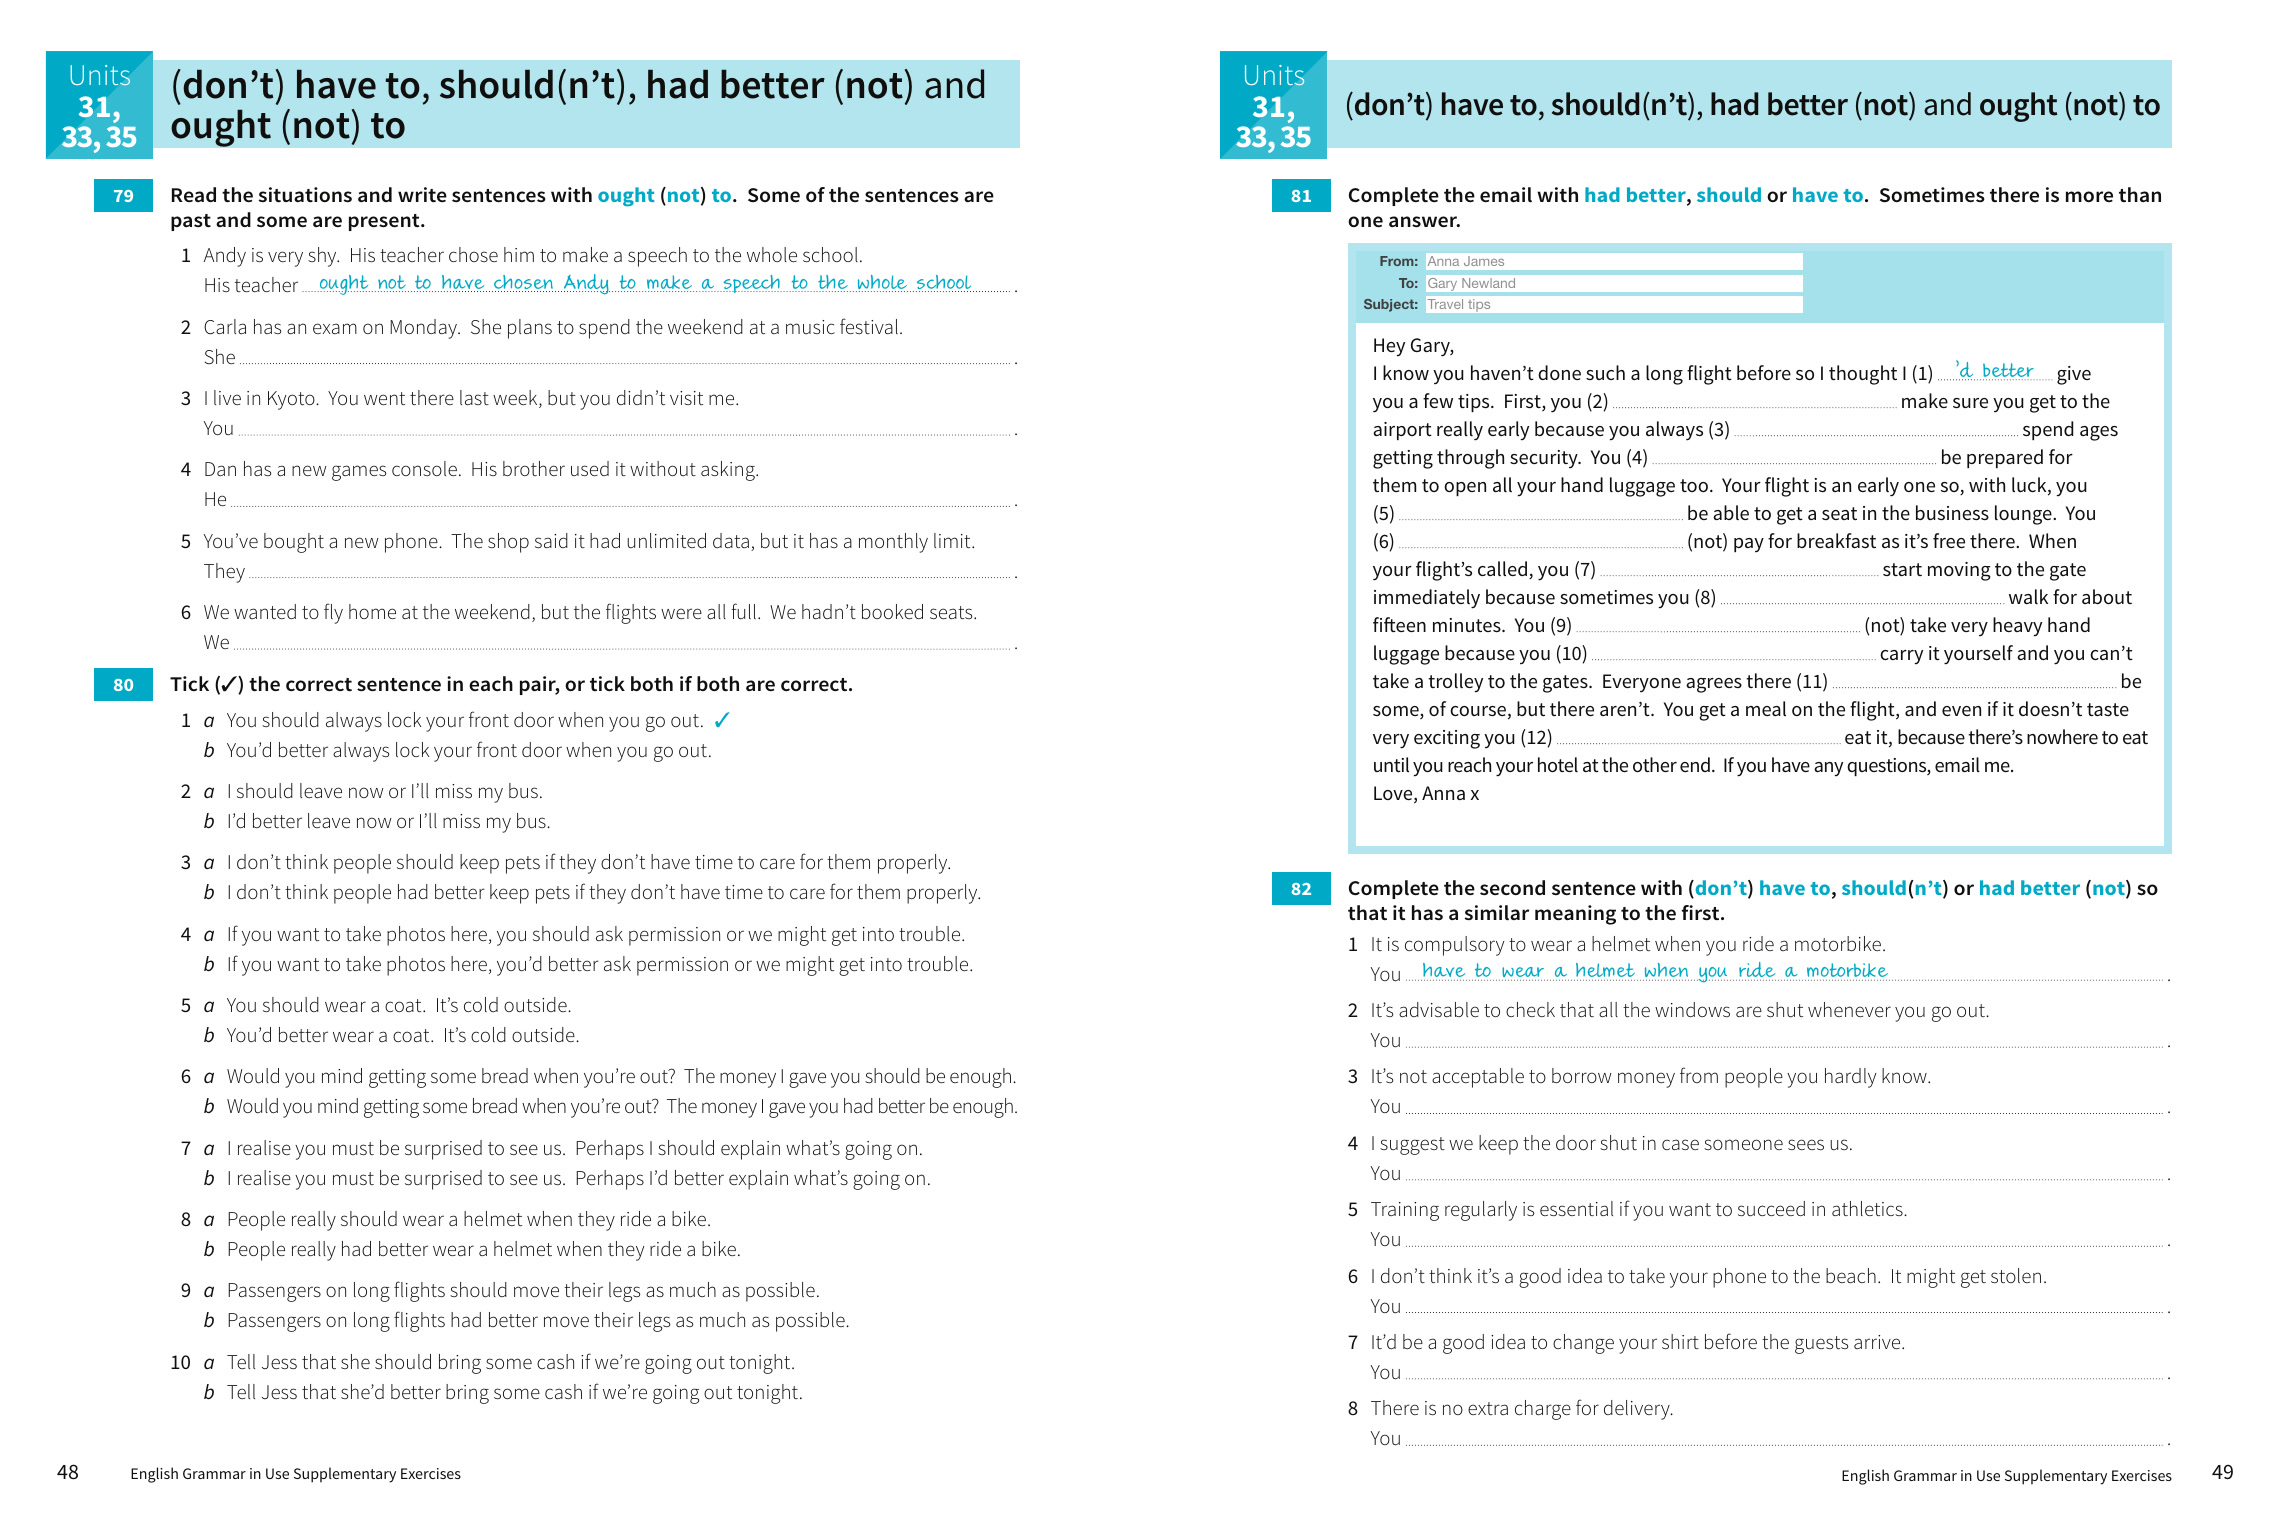 Units
31,
33, 35
(don’t) have to, should(n’t), had better (not) and
ought (not) to
79 Read the situations and write sentences with ought (not) to. Some of the sentences are
past and some are present.
1 Andy is very shy. His teacher chose him to make a speech to the whole school.
His teacher ought not to have chosen Andy to make a speech to the whole school.
2 Carla has an exam on Monday. She plans to spend the weekend at a music festival.
She .
3 I live in Kyoto. You went there last week, but you didn’t visit me.
You .
4 Dan has a new games console. His brother used it without asking.
He .
5 You’ve bought a new phone. The shop said it had unlimited data, but it has a monthly limit.
They .
6 We wanted to fly home at the weekend, but the flights were all full. We hadn’t booked seats.
We .
80 Tick (✓) the correct sentence in each pair, or tick both if both are correct.
1 a You should always lock your front door when you go out. ✓
b You’d better always lock your front door when you go out.
2 a I should leave now or I’ll miss my bus.
b I’d better leave now or I’ll miss my bus.
3 a I don’t think people should keep pets if they don’t have time to care for them properly.
b I don’t think people had better keep pets if they don’t have time to care for them properly.
4 a If you want to take photos here, you should ask permission or we might get into trouble.
b If you want to take photos here, you’d better ask permission or we might get into trouble.
5 a You should wear a coat. It’s cold outside.
b You’d better wear a coat. It’s cold outside.
6 a Would you mind getting some bread when you’re out? The money I gave you should be enough.
b Would you mind getting some bread when you’re out? The money I gave you had better be enough.
7 a I realise you must be surprised to see us. Perhaps I should explain what’s going on.
b I realise you must be surprised to see us. Perhaps I’d better explain what’s going on.
8 a People really should wear a helmet when they ride a bike.
b People really had better wear a helmet when they ride a bike.
9 a Passengers on long flights should move their legs as much as possible.
b Passengers on long flights had better move their legs as much as possible.
10 a Tell Jess that she should bring some cash if we’re going out tonight.
b Tell Jess that she’d better bring some cash if we’re going out tonight.
48 English Grammar in Use Supplementary Exercises
Units
31,
33, 35
(don’t) have to, should(n’t), had better (not) and ought (not) to
81 Complete the email with had better, should or have to. Sometimes there is more than
one answer.
From: Anna James
To: Gary Newland
Subject: Travel tips
Hey Gary,
I know you haven’t done such a long flight before so I thought I (1) ’d better give
you a few tips. First, you (2) make sure you get to the
airport really early because you always (3) spend ages
getting through security. You (4) be prepared for
them to open all your hand luggage too. Your flight is an early one so, with luck, you
(5) be able to get a seat in the business lounge. You
(6) (not) pay for breakfast as it’s free there. When
your flight’s called, you (7) start moving to the gate
immediately because sometimes you (8) walk for about
fifteen minutes. You (9) (not) take very heavy hand
luggage because you (10) carry it yourself and you can’t
take a trolley to the gates. Everyone agrees there (11) be
some, of course, but there aren’t. You get a meal on the flight, and even if it doesn’t taste
very exciting you (12) eat it, because there’s nowhere to eat
until you reach your hotel at the other end. If you have any questions, email me.
Love, Anna x
82 Complete the second sentence with (don’t) have to, should(n’t) or had better (not) so
that it has a similar meaning to the first.
1 It is compulsory to wear a helmet when you ride a motorbike.
You have to wear a helmet when you ride a motorbike .
2 It’s advisable to check that all the windows are shut whenever you go out.
You .
3 It’s not acceptable to borrow money from people you hardly know.
You .
4 I suggest we keep the door shut in case someone sees us.
You .
5 Training regularly is essential if you want to succeed in athletics.
You .
6 I don’t think it’s a good idea to take your phone to the beach. It might get stolen.
You .
7 It’d be a good idea to change your shirt before the guests arrive.
You .
8 There is no extra charge for delivery.
You .
English Grammar in Use Supplementary Exercises 49